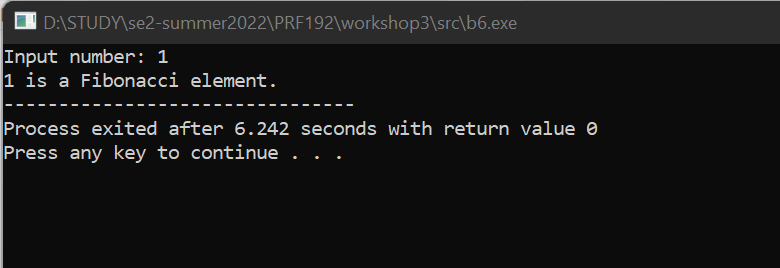 D:\STUDY\se2-summer2022\PRF192\workshop3\src\b6.exe
Input number: 1
1 is a Fibonacci element.
--------------------------------
Process exited after 6.242 seconds with return value 0
Press any key to continue . . .